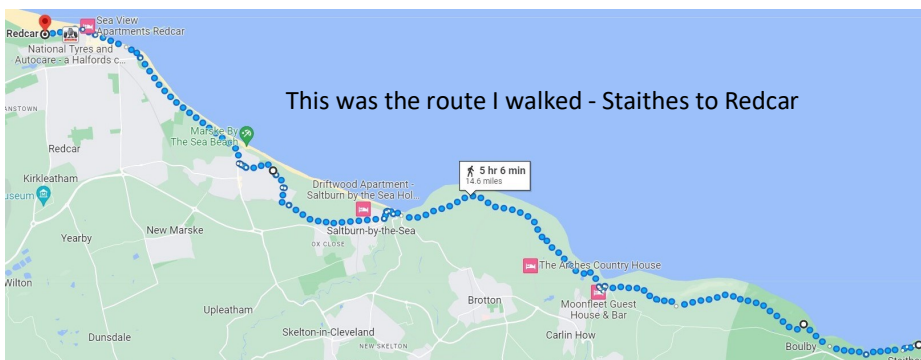 Sea View
Apartments Redcar
Redcar
National Tyres and
Autocare - a Halfords c...
This was the route I walked - Staithes to Redcar
Marske By
The Sea Beach
Redcar
Kirkleatham
5 hr 6 min
14.6 miles
Driftwood Apartment -
Saltburn by the Sea Hol...
useum
Saltburn-by-the-Sea
Yearby
New Marske
OX CLOSE
The Arches Country House
Wilton
Upleatham
Brotton
Moonfleet Guest
House & Bar
Skelton-in-Cleveland
Carlin How
Dunsdale
NEW SKELTON
Boulby